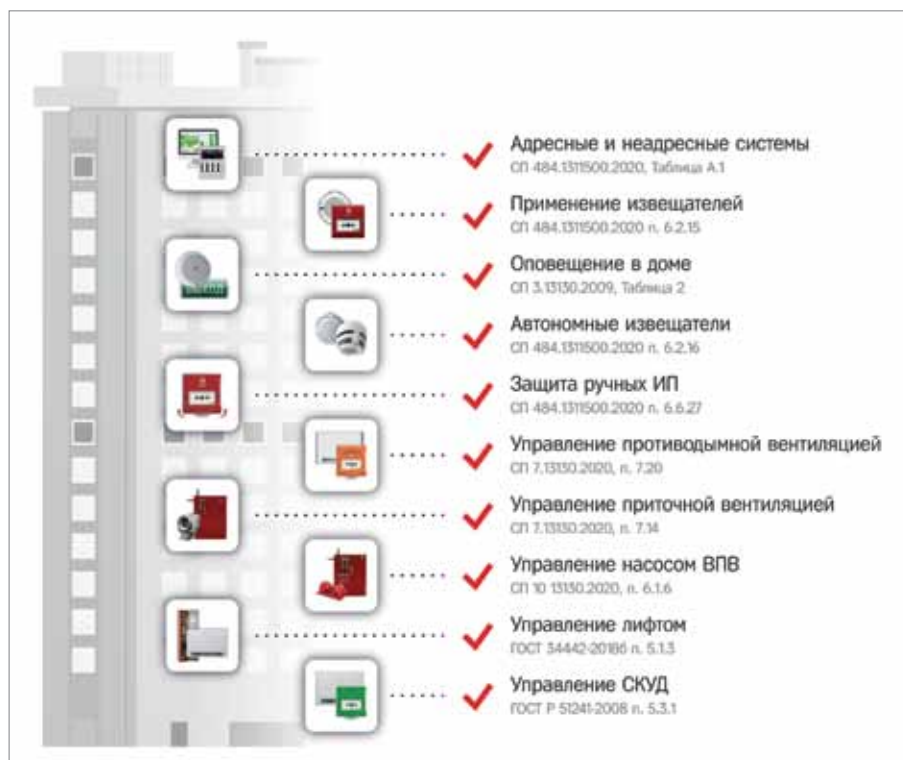 Адресные и неадресные системы
СП 484.1311500.2020, Таблица А.1
Применение извещателей
СП 484.1311500.2020 п. 6.2.15
Оповещение в доме
СП 3.13130.2009, Таблица 2
Автономные извещатели
СП 484.1311500.2020 п. 6.2.16
Защита ручных ИП
СП 484.1311500.2020 п. 6.6.27
Управление противодымной вентиляцией
СП 7.13130.2020, п. 7.20
Управление приточной вентиляцией
СП 7.13130.2020, п. 7.14
Управление насосом ВПВ
СП 10 13130.2020, п. 6.1.6
Управление лифтом
ГОСТ 34442-2018б п. 5.1.3
Управление СКУД
ГОСТ Р 51241-2008 п. 5.3.1